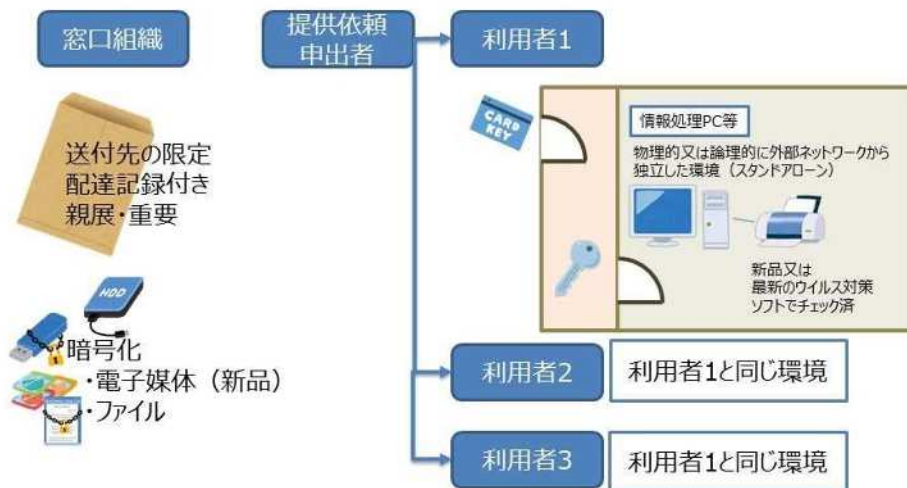 窓口組織
提供依頼
申出者
利用者1
送付先の限定
配達記録付き
親展・重要
HDD
暗号化
・電子媒体（新品）
・ファイル
CARD
KEY
情報処理PC等
物理的又は論理的に外部ネットワークから
独立した環境（スタンドアローン）
新品又は
最新のウイルス対策
ソフトでチェック済
利用者2
利用者1と同じ環境
利用者3
利用者1と同じ環境